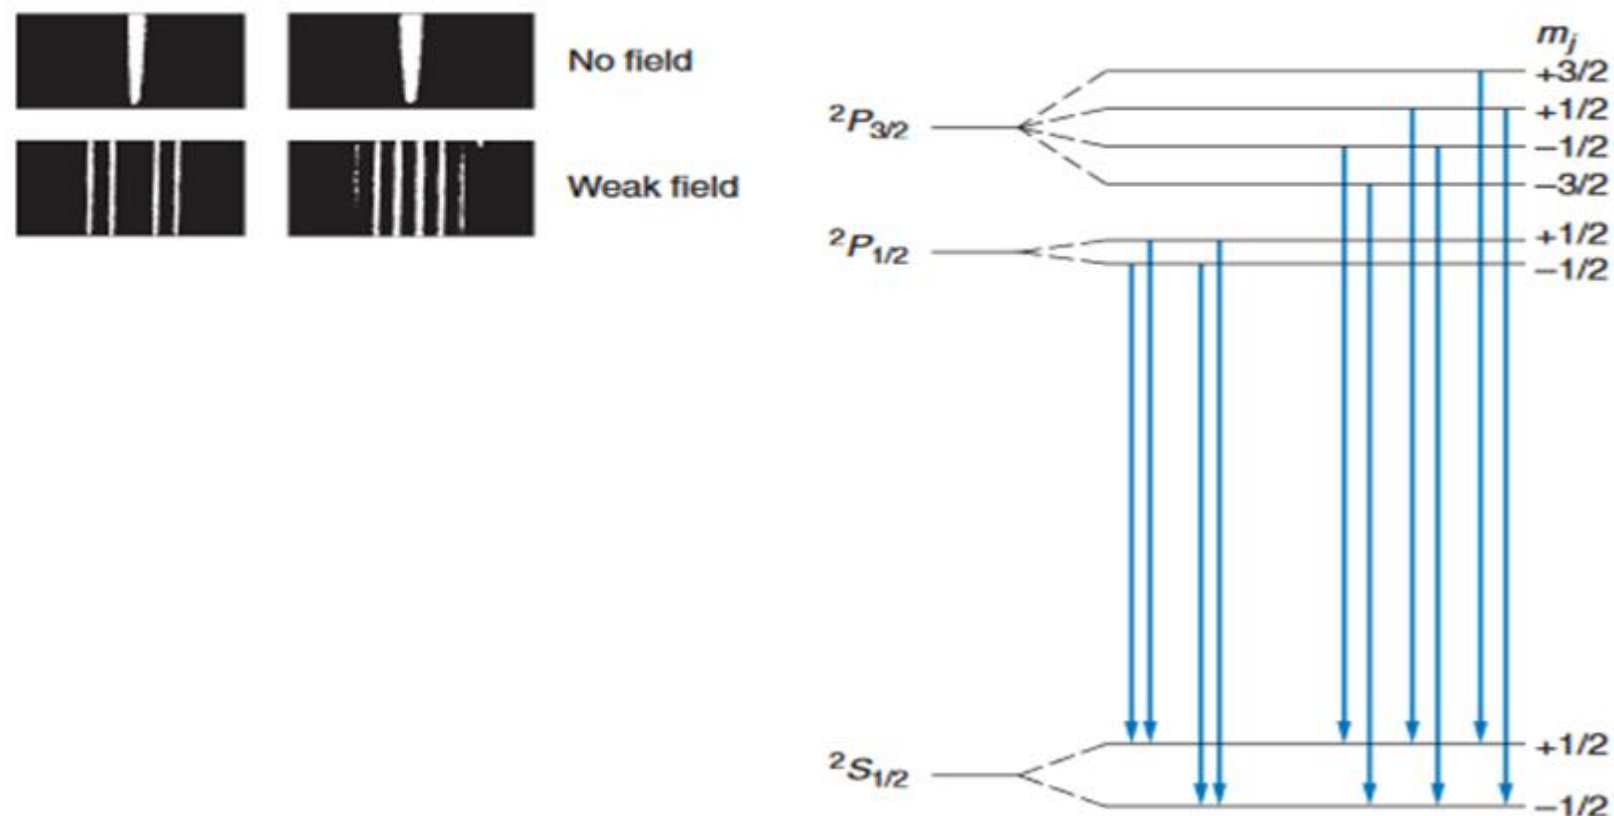 No field
Weak field
m_j
+3/2
²P₃/₂
+1/2
−1/2
−3/2
²P₁/₂
+1/2
−1/2
²S₁/₂
+1/2
−1/2